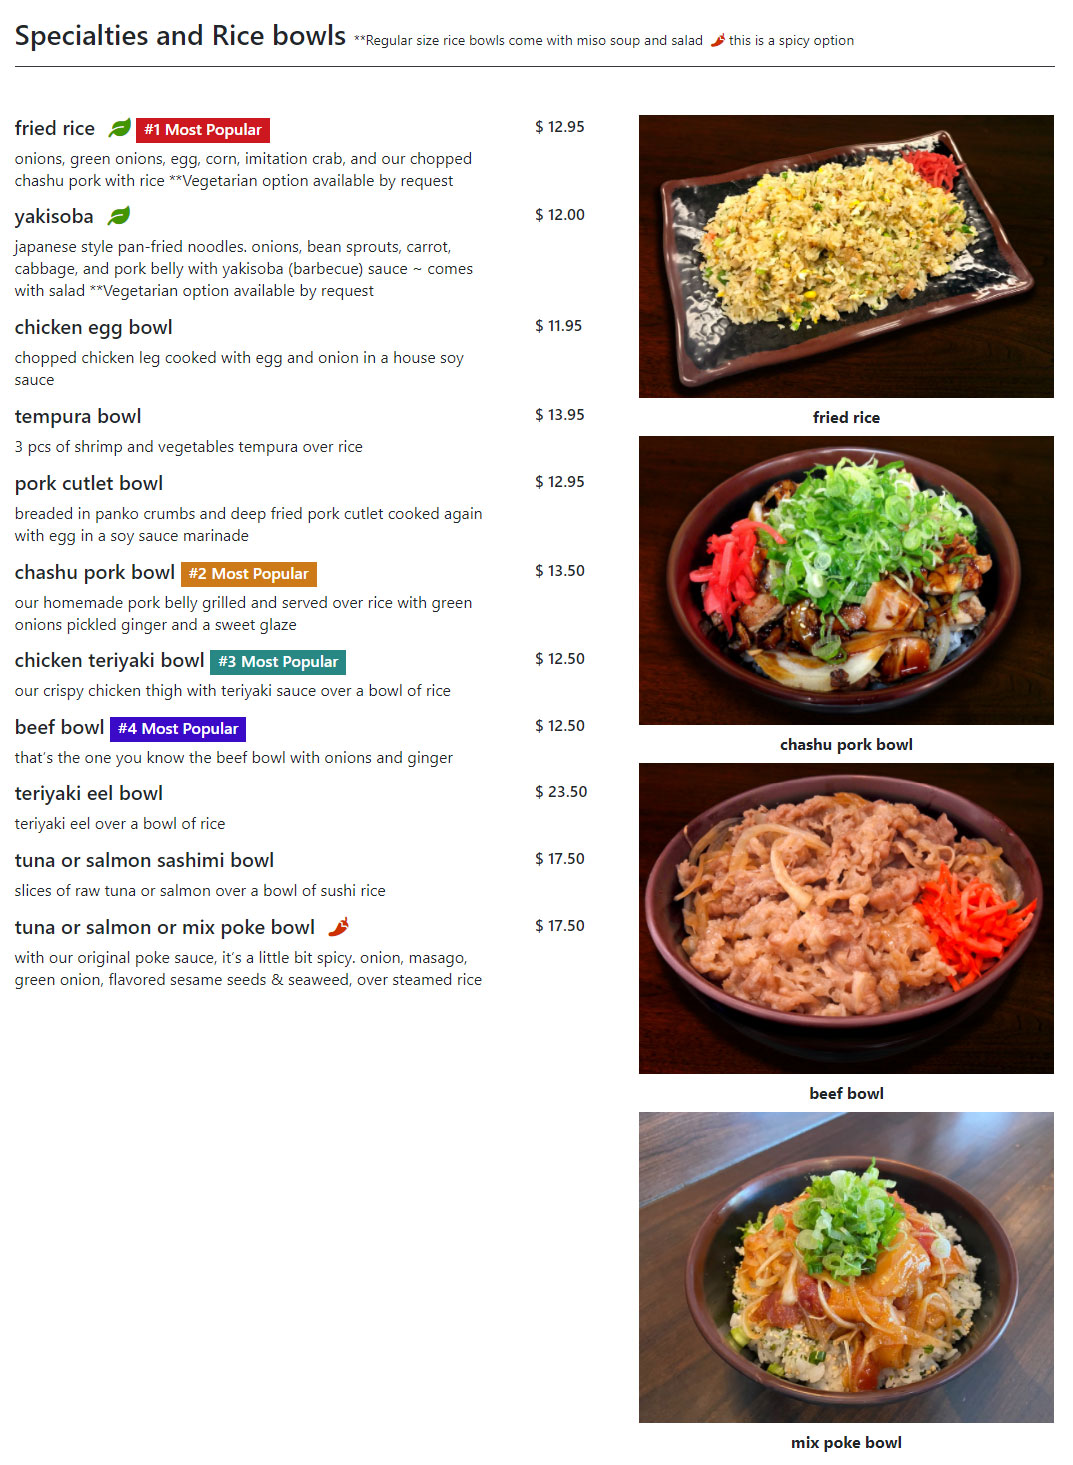 Specialties and Rice bowls **Regular size rice bowls come with miso soup and salad 🌶 this is a spicy option
fried rice #1 Most Popular $ 12.95
onions, green onions, egg, corn, imitation crab, and our chopped
chashu pork with rice **Vegetarian option available by request
yakisoba $ 12.00
japanese style pan-fried noodles. onions, bean sprouts, carrot,
cabbage, and pork belly with yakisoba (barbecue) sauce ~ comes
with salad **Vegetarian option available by request
chicken egg bowl $ 11.95
chopped chicken leg cooked with egg and onion in a house soy
sauce
tempura bowl $ 13.95
3 pcs of shrimp and vegetables tempura over rice
pork cutlet bowl $ 12.95
breaded in panko crumbs and deep fried pork cutlet cooked again
with egg in a soy sauce marinade
chashu pork bowl #2 Most Popular $ 13.50
our homemade pork belly grilled and served over rice with green
onions pickled ginger and a sweet glaze
chicken teriyaki bowl #3 Most Popular $ 12.50
our crispy chicken thigh with teriyaki sauce over a bowl of rice
beef bowl #4 Most Popular $ 12.50
that's the one you know the beef bowl with onions and ginger
teriyaki eel bowl $ 23.50
teriyaki eel over a bowl of rice
tuna or salmon sashimi bowl $ 17.50
slices of raw tuna or salmon over a bowl of sushi rice
tuna or salmon or mix poke bowl $ 17.50
with our original poke sauce, it's a little bit spicy. onion, masago,
green onion, flavored sesame seeds & seaweed, over steamed rice
fried rice
chashu pork bowl
beef bowl
mix poke bowl